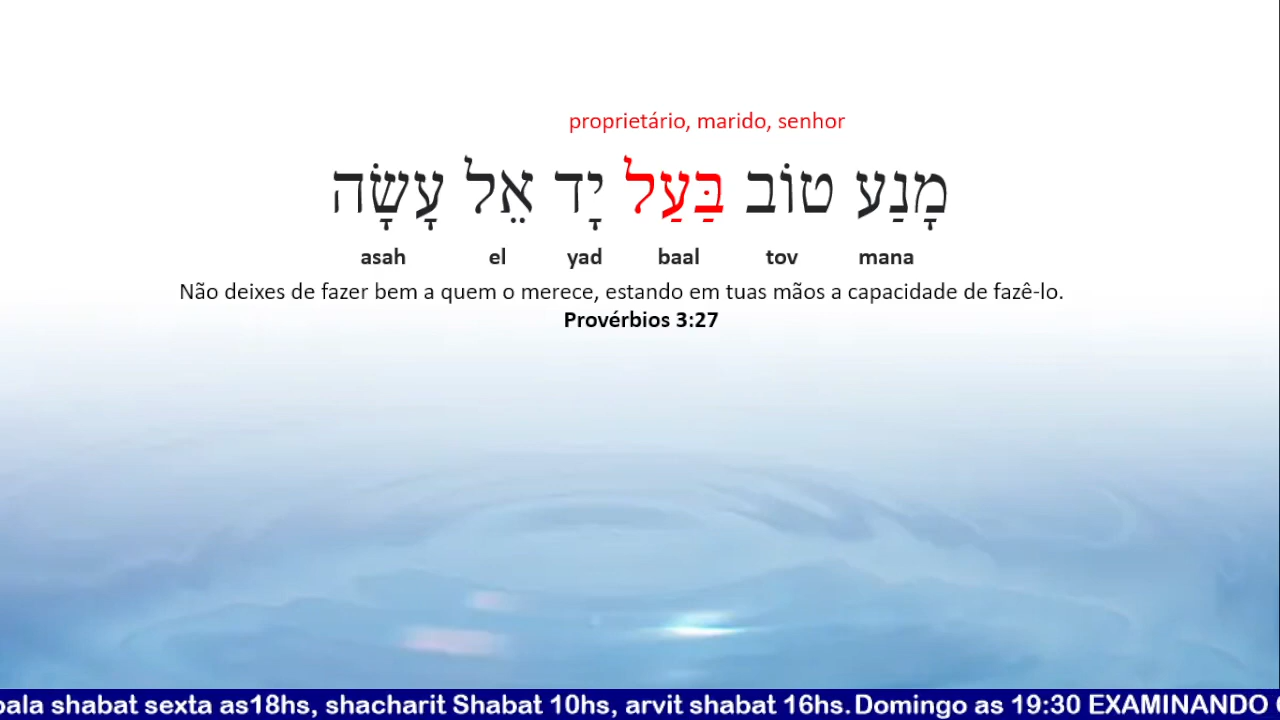 proprietário, marido, senhor
מָנַע טוֹב בַּעַל יָד אֵל עָשָׂה
asah el yad baal tov mana
Não deixes de fazer bem a quem o merece, estando em tuas mãos a capacidade de fazê-lo.
Provérbios 3:27
shabat sexta as18hs, shacharit Shabat 10hs, arvit shabat 16hs. Domingo as 19:30 EXAMINANDO